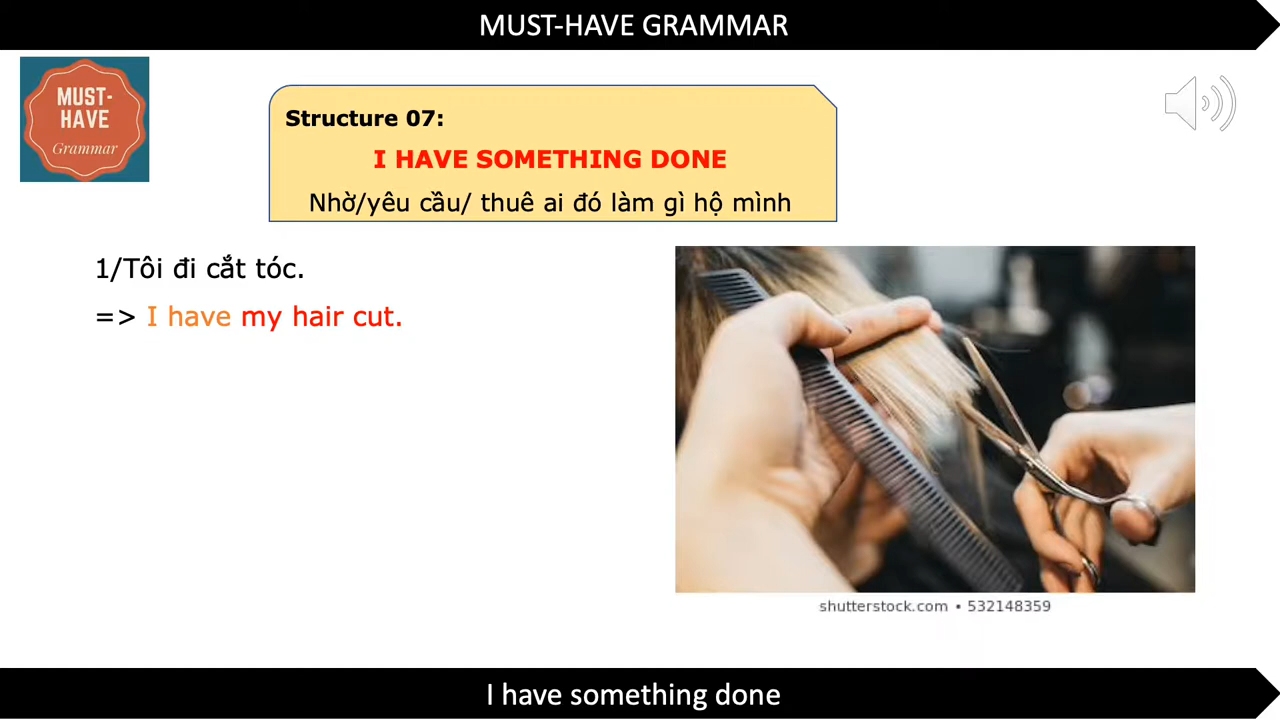 MUST-HAVE GRAMMAR
MUST-
HAVE
Grammar
Structure 07:
I HAVE SOMETHING DONE
Nhờ/yêu cầu/ thuê ai đó làm gì hộ mình
1/Tôi đi cắt tóc.
=> I have my hair cut.
shutterstock.com • 532148359
I have something done